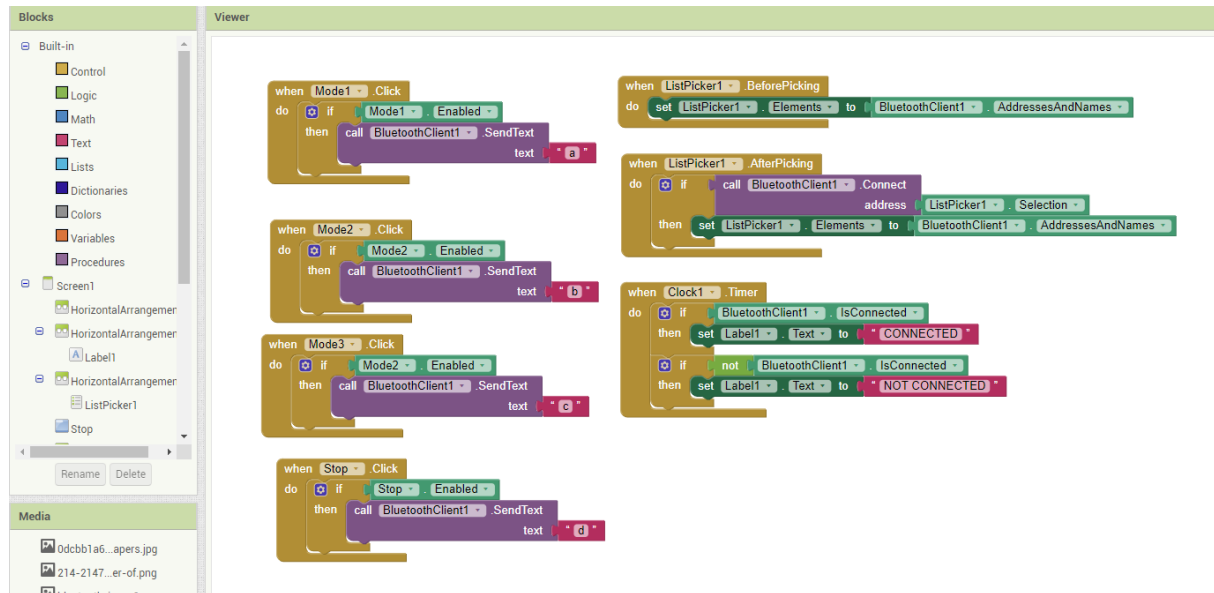 Blocks
Viewer
Built-in
Control
Logic
Math
Text
Lists
Dictionaries
Colors
Variables
Procedures
Screen1
HorizontalArrangemer
HorizontalArrangemer
Label1
HorizontalArrangemer
ListPicker1
Stop
Rename Delete
Media
0dcbb1a6...apers.jpg
214-2147...er-of.png
when Mode1 .Click
do if Mode1 . Enabled
then call BluetoothClient1 .SendText
text " a "
when Mode2 .Click
do if Mode2 . Enabled
then call BluetoothClient1 .SendText
text " b "
when Mode3 .Click
do if Mode2 . Enabled
then call BluetoothClient1 .SendText
text " c "
when Stop .Click
do if Stop . Enabled
then call BluetoothClient1 .SendText
text " d "
when ListPicker1 .BeforePicking
do set ListPicker1 . Elements to BluetoothClient1 . AddressesAndNames
when ListPicker1 .AfterPicking
do if call BluetoothClient1 .Connect
address ListPicker1 . Selection
then set ListPicker1 . Elements to BluetoothClient1 . AddressesAndNames
when Clock1 .Timer
do if BluetoothClient1 . IsConnected
then set Label1 . Text to " CONNECTED "
if not BluetoothClient1 . IsConnected
then set Label1 . Text to " NOT CONNECTED "